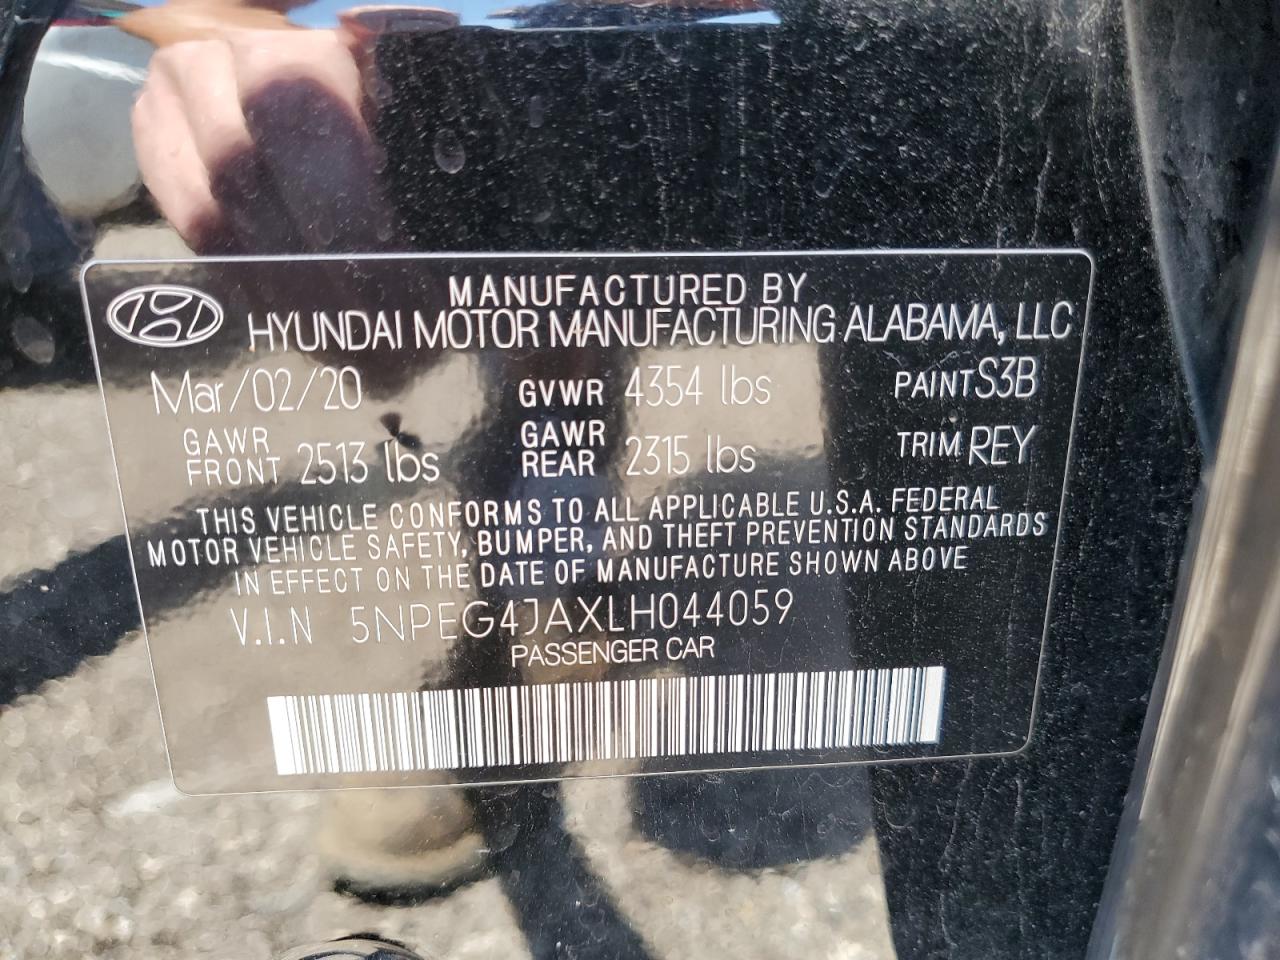 MANUFACTURED BY
HYUNDAI MOTOR MANUFACTURING ALABAMA, LLC
Mar/02/20 GVWR 4354 lbs PAINT S3B
GAWR FRONT 2513 lbs GAWR REAR 2315 lbs TRIM REY
THIS VEHICLE CONFORMS TO ALL APPLICABLE U.S.A. FEDERAL
MOTOR VEHICLE SAFETY, BUMPER, AND THEFT PREVENTION STANDARDS
IN EFFECT ON THE DATE OF MANUFACTURE SHOWN ABOVE
V.I.N 5NPEG4JAXLH044059
PASSENGER CAR